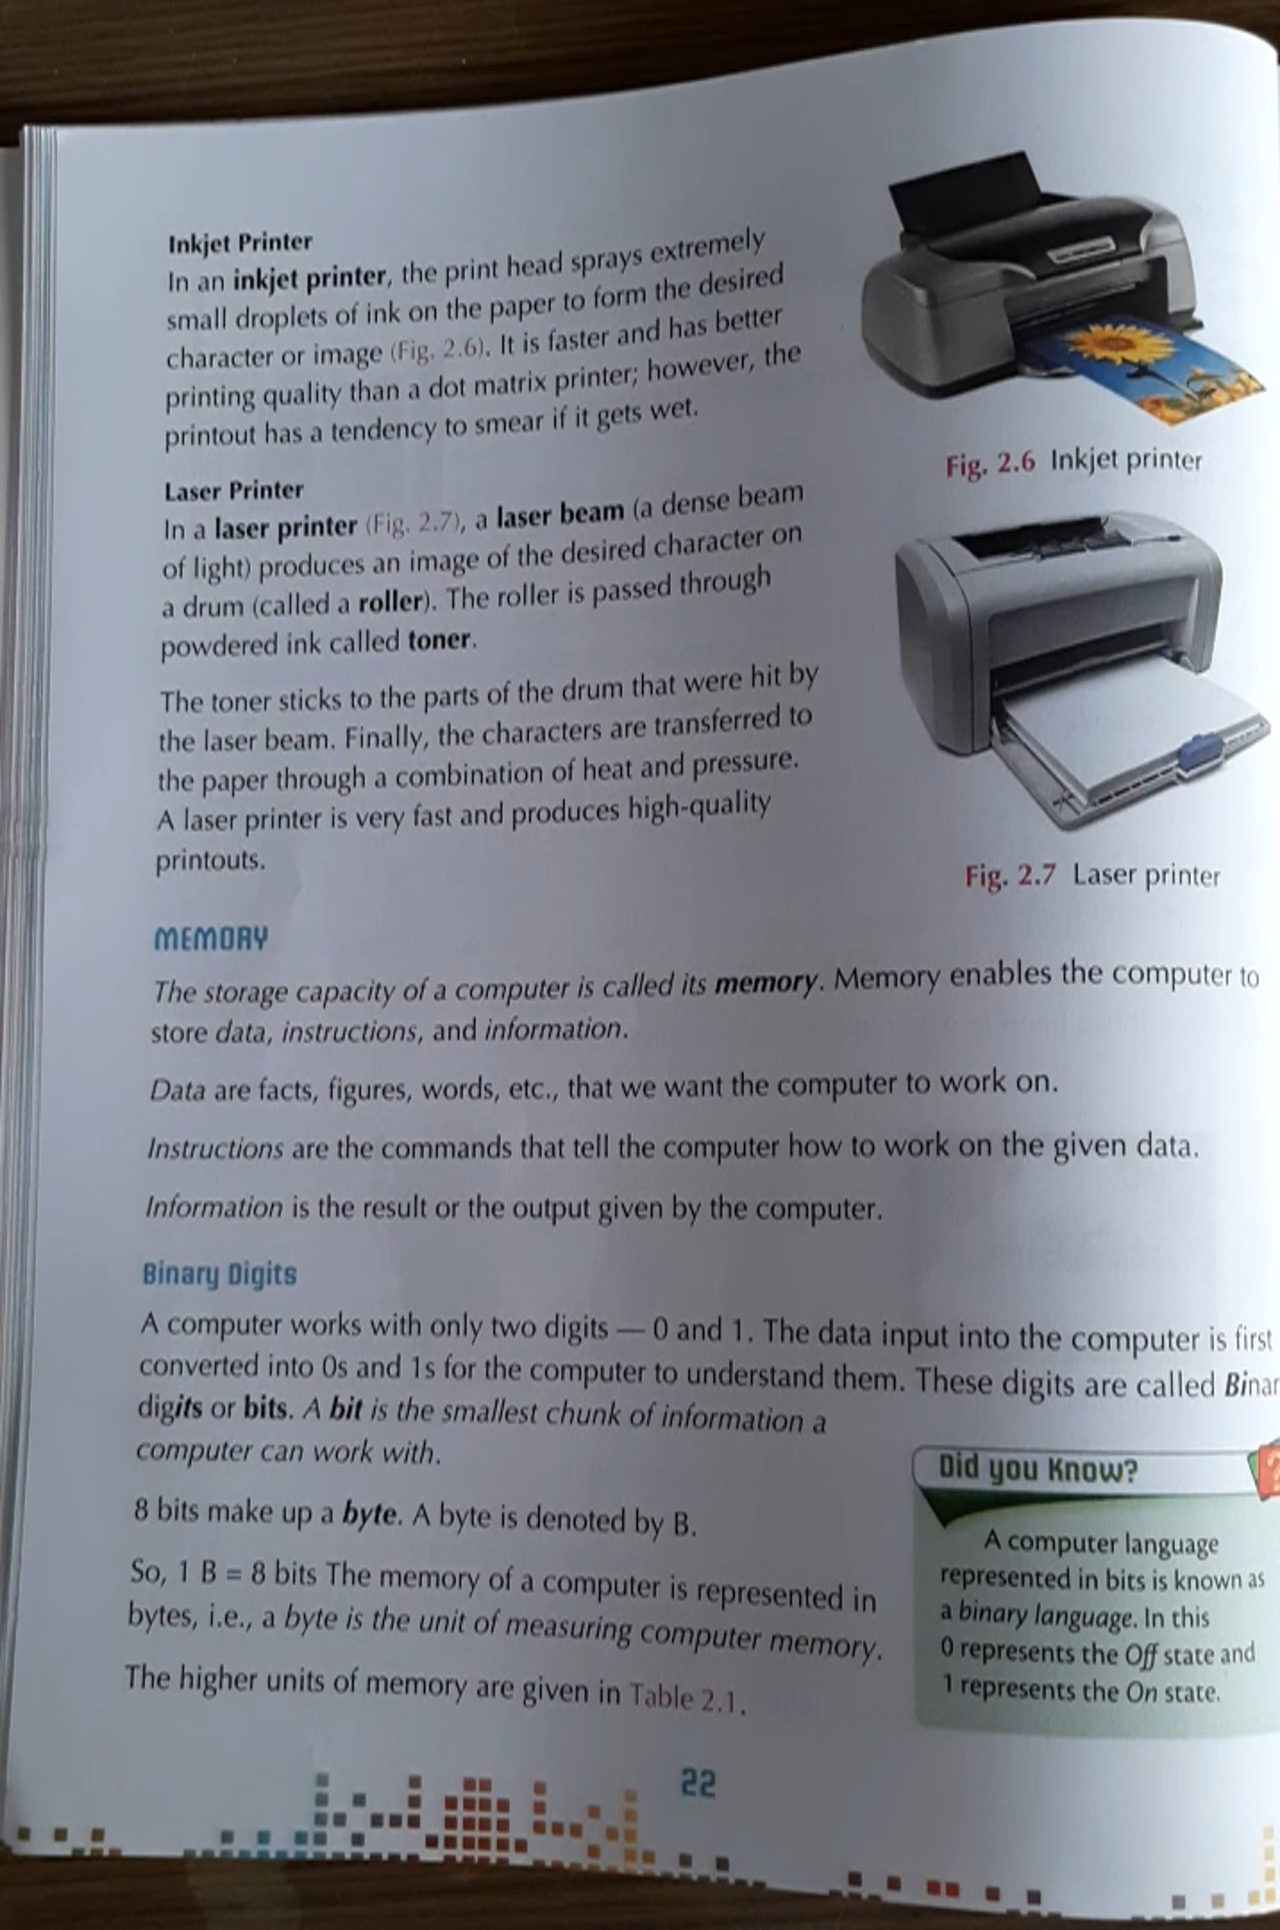 Inkjet Printer
In an inkjet printer, the print head sprays extremely
small droplets of ink on the paper to form the desired
character or image (Fig. 2.6). It is faster and has better
printing quality than a dot matrix printer; however, the
printout has a tendency to smear if it gets wet.
Fig. 2.6 Inkjet printer
Laser Printer
In a laser printer (Fig. 2.7), a laser beam (a dense beam
of light) produces an image of the desired character on
a drum (called a roller). The roller is passed through
powdered ink called toner.
The toner sticks to the parts of the drum that were hit by
the laser beam. Finally, the characters are transferred to
the paper through a combination of heat and pressure.
A laser printer is very fast and produces high-quality
printouts.
Fig. 2.7 Laser printer
MEMORY
The storage capacity of a computer is called its memory. Memory enables the computer to
store data, instructions, and information.
Data are facts, figures, words, etc., that we want the computer to work on.
Instructions are the commands that tell the computer how to work on the given data.
Information is the result or the output given by the computer.
Binary Digits
A computer works with only two digits — 0 and 1. The data input into the computer is first
converted into 0s and 1s for the computer to understand them. These digits are called Binar
digits or bits. A bit is the smallest chunk of information a
computer can work with.
8 bits make up a byte. A byte is denoted by B.
So, 1 B = 8 bits The memory of a computer is represented in
bytes, i.e., a byte is the unit of measuring computer memory.
The higher units of memory are given in Table 2.1.
Did you Know?
?
A computer language
represented in bits is known as
a binary language. In this
0 represents the Off state and
1 represents the On state.
22